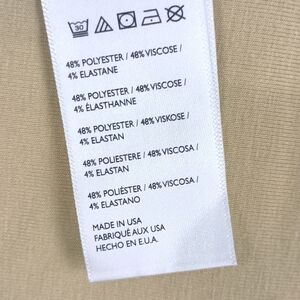 30
48% POLYESTER / 48% VISCOSE /
4% ELASTANE
48% POLYESTER / 48% VISCOSE /
4% ÉLASTHANNE
48% POLYESTER / 48% VISKOSE /
4% ELASTAN
48% POLIESTERE / 48% VISCOSA /
4% ELASTAN
48% POLIÉSTER / 48% VISCOSA /
4% ELASTANO
MADE IN USA
FABRIQUÉ AUX USA
HECHO EN E.U.A.